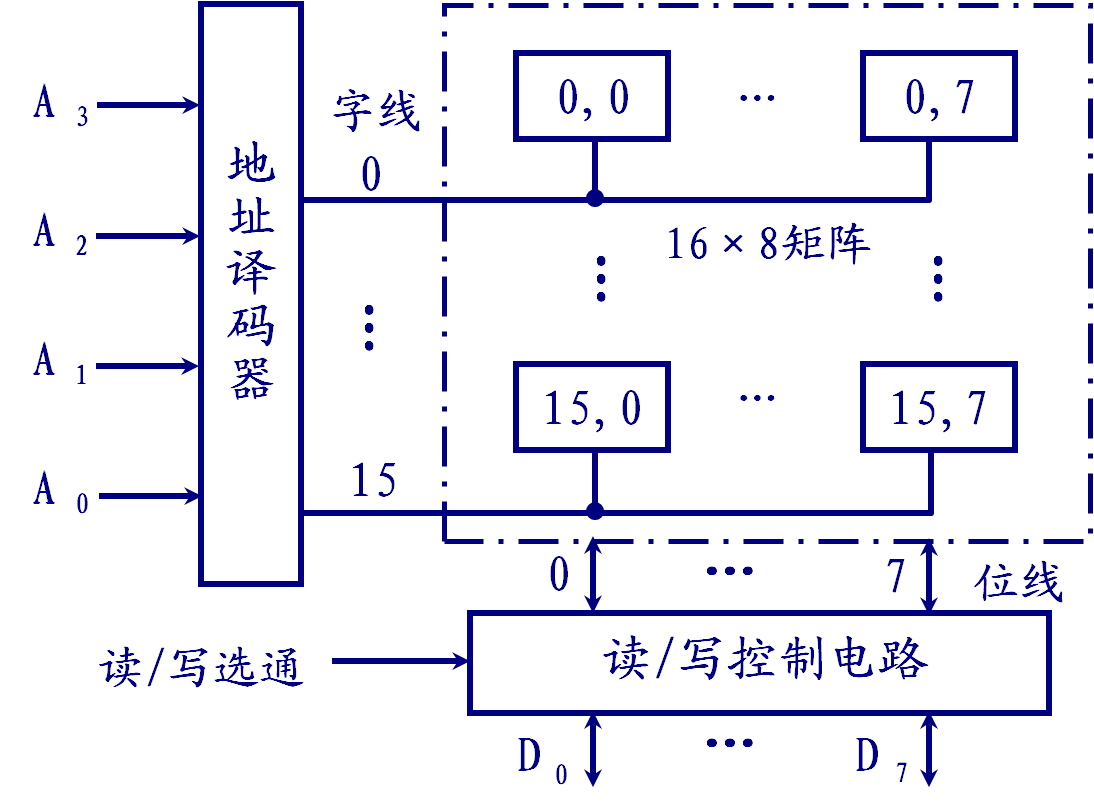 A3
A2
A1
A0
地址译码器
字线
0
15
0, 0 ... 0, 7
16×8矩阵
15, 0 ... 15, 7
0 ... 7 位线
读/写选通
读/写控制电路
D0 ... D7